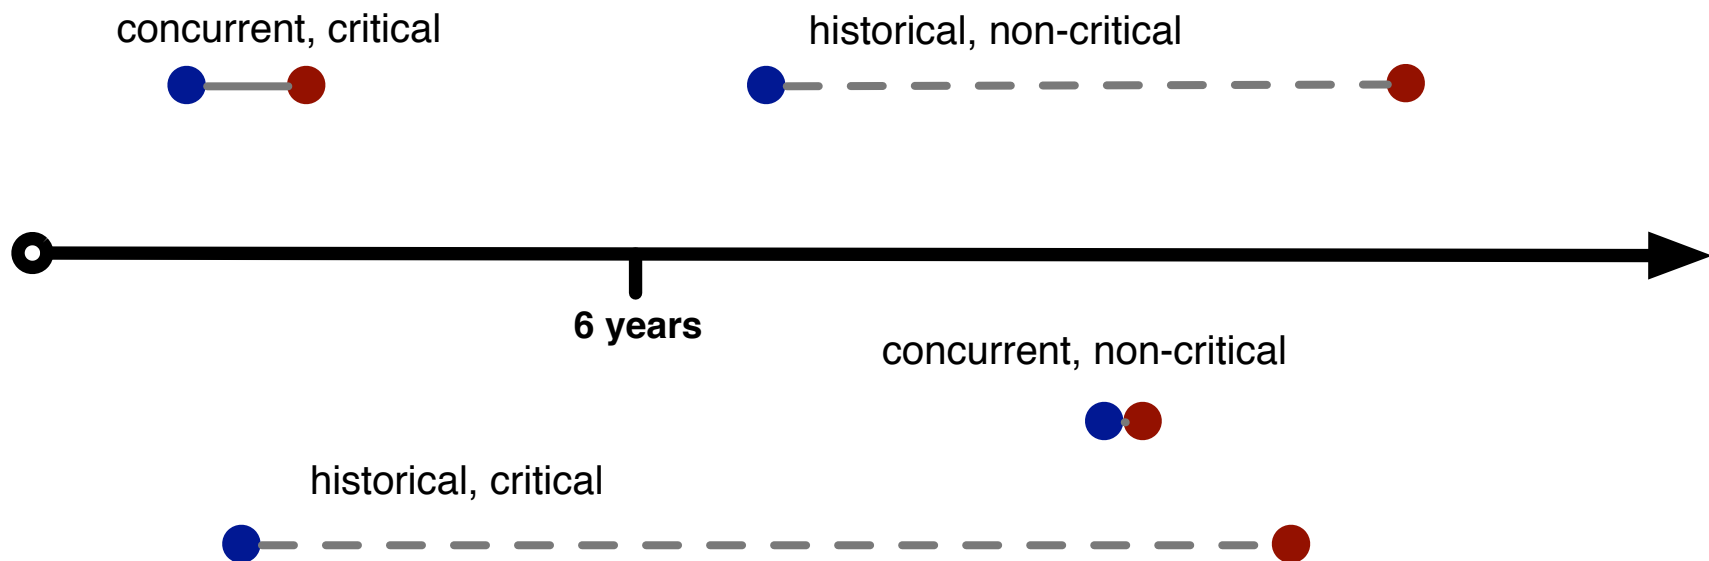 concurrent, critical
historical, non-critical
6 years
concurrent, non-critical
historical, critical